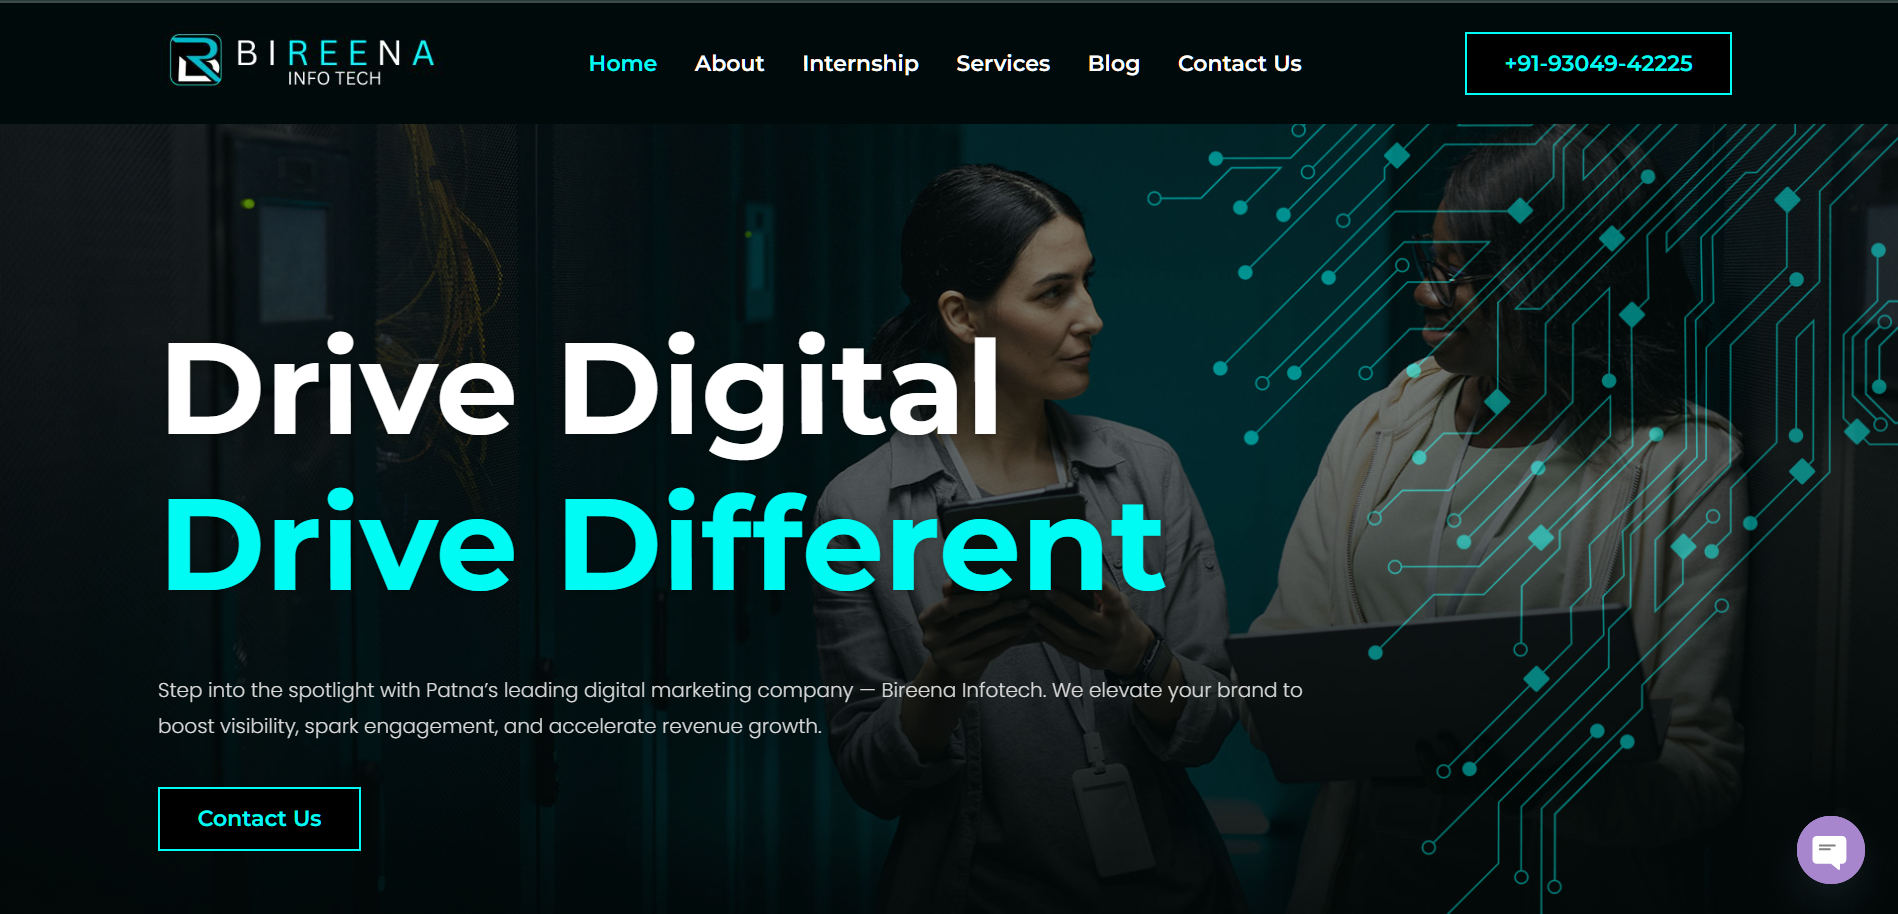 BIREENA
INFO TECH
Home About Internship Services Blog Contact Us
+91-93049-42225
Drive Digital
Drive Different
Step into the spotlight with Patna’s leading digital marketing company — Bireena Infotech. We elevate your brand to
boost visibility, spark engagement, and accelerate revenue growth.
Contact Us